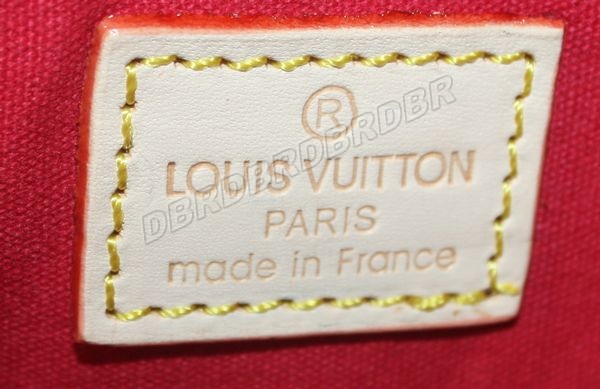 ®
LOUIS VUITTON
PARIS
made in France
DBRDBRDBRDBR